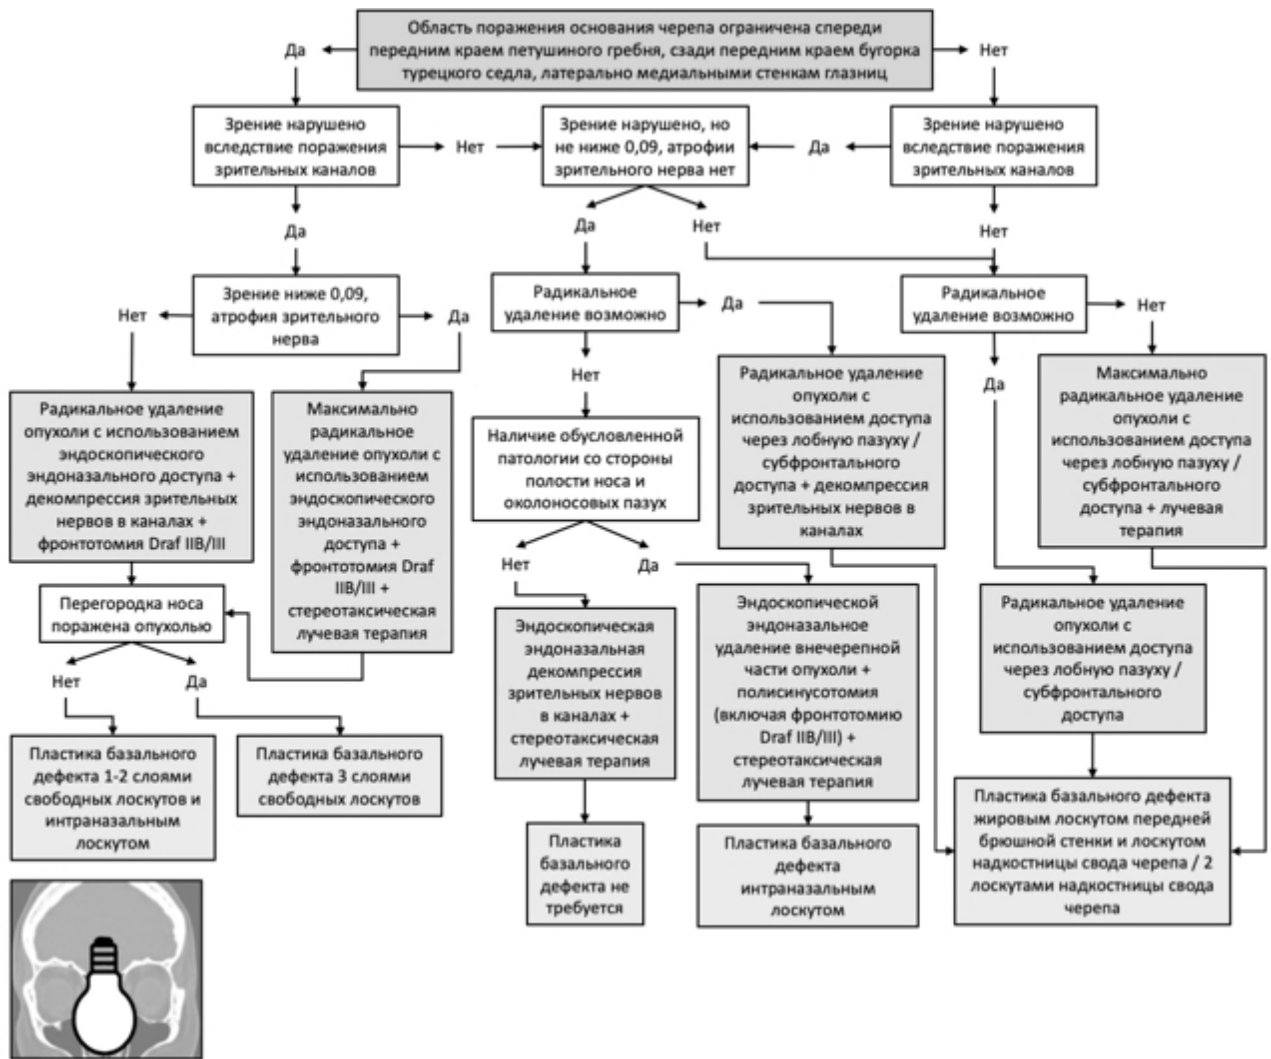 Область поражения основания черепа ограничена спереди
передним краем петушиного гребня, сзади передним краем бугорка
турецкого седла, латерально медиальными стенкам глазниц
Да
Нет
Зрение нарушено
вследствие поражения
зрительных каналов
Нет
Зрение нарушено, но
не ниже 0,09, атрофии
зрительного нерва нет
Да
Зрение нарушено
вследствие поражения
зрительных каналов
Да
Да
Нет
Нет
Зрение ниже 0,09,
атрофия зрительного
нерва
Нет
Да
Радикальное
удаление возможно
Да
Нет
Радикальное
удаление возможно
Нет
Да
Радикальное удаление
опухоли с использованием
эндоскопического
эндоназального доступа +
декомпрессия зрительных
нервов в каналах +
фронтотомия Draf IIB/III
Максимально
радикальное
удаление опухоли с
использованием
эндоскопического
эндоназального
доступа +
фронтотомия Draf
IIB/III +
стереотаксическая
лучевая терапия
Наличие обусловленной
патологии со стороны
полости носа и
околоносовых пазух
Радикальное удаление
опухоли с
использованием доступа
через лобную пазуху /
субфронтального
доступа + декомпрессия
зрительных нервов в
каналах
Максимально
радикальное удаление
опухоли с
использованием доступа
через лобную пазуху /
субфронтального
доступа + лучевая
терапия
Нет
Да
Перегородка носа
поражена опухолью
Нет
Да
Эндоскопическая
эндоназальная
декомпрессия
зрительных нервов
в каналах +
стереотаксическая
лучевая терапия
Эндоскопической
эндоназальное
удаление внечерепной
части опухоли +
полисинусотомия
(включая фронтотомию
Draf IIB/III) +
стереотаксическая
лучевая терапия
Радикальное удаление
опухоли с
использованием доступа
через лобную пазуху /
субфронтального
доступа
Пластика базального
дефекта 1-2 слоями
свободных лоскутов и
интраназальным
лоскутом
Пластика базального
дефекта 3 слоями
свободных лоскутов
Пластика
базального
дефекта не
требуется
Пластика базального
дефекта
интраназальным
лоскутом
Пластика базального дефекта
жировым лоскутом передней
брюшной стенки и лоскутом
надкостницы свода черепа / 2
лоскутами надкостницы свода
черепа